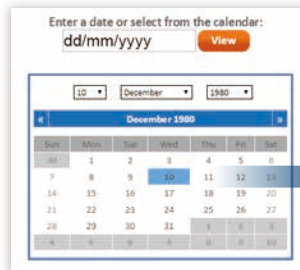 Enter a date or select from the calendar:
dd/mm/yyyy View
10 December 1980
« December 1980 »
Sun Mon Tue Wed Thu Fri Sat
30 1 2 3 4 5 6
7 8 9 10 11 12 13
14 15 16 17 18 19 20
21 22 23 24 25 26 27
28 29 30 31 1 2 3
4 5 6 7 8 9 10